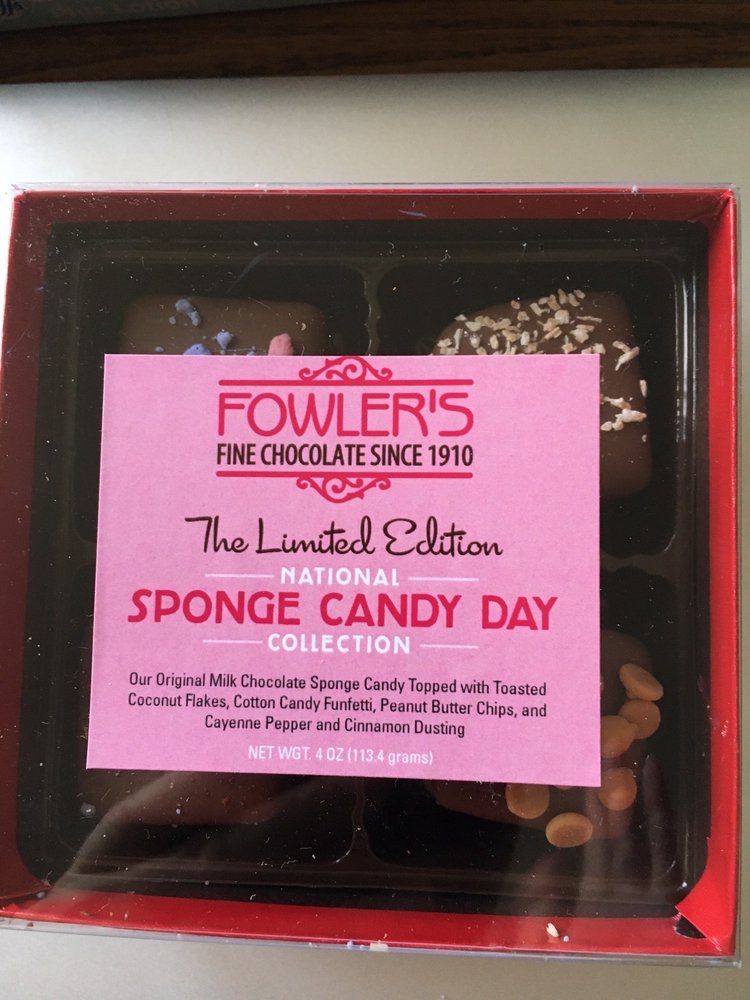 FOWLER'S
FINE CHOCOLATE SINCE 1910
The Limited Edition
NATIONAL
SPONGE CANDY DAY
COLLECTION
Our Original Milk Chocolate Sponge Candy Topped with Toasted
Coconut Flakes, Cotton Candy Funfetti, Peanut Butter Chips, and
Cayenne Pepper and Cinnamon Dusting
NET WGT. 4 OZ (113.4 grams)